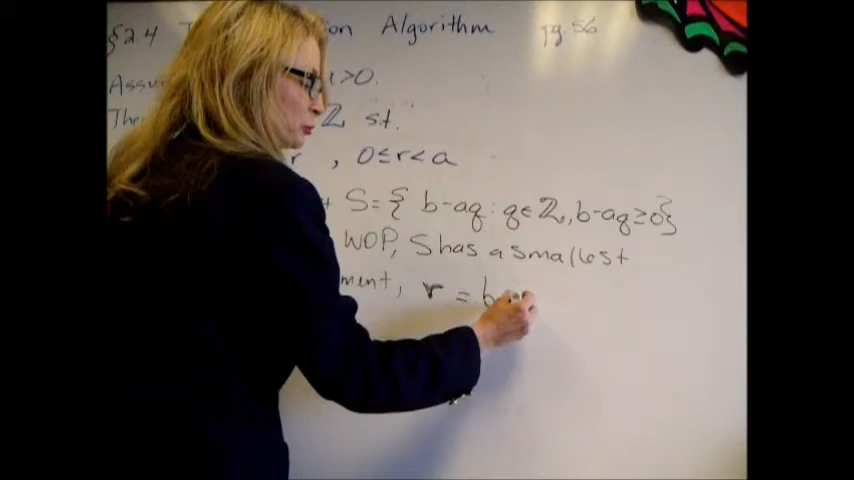 §2.4 T ion Algorithm pg. 56
Assu a>0.
The ℤ s.t.
r , 0≤r<a
S={ b-aq : q∈ℤ, b-aq≥0}
WOP, S has a smallest
ment, r = b